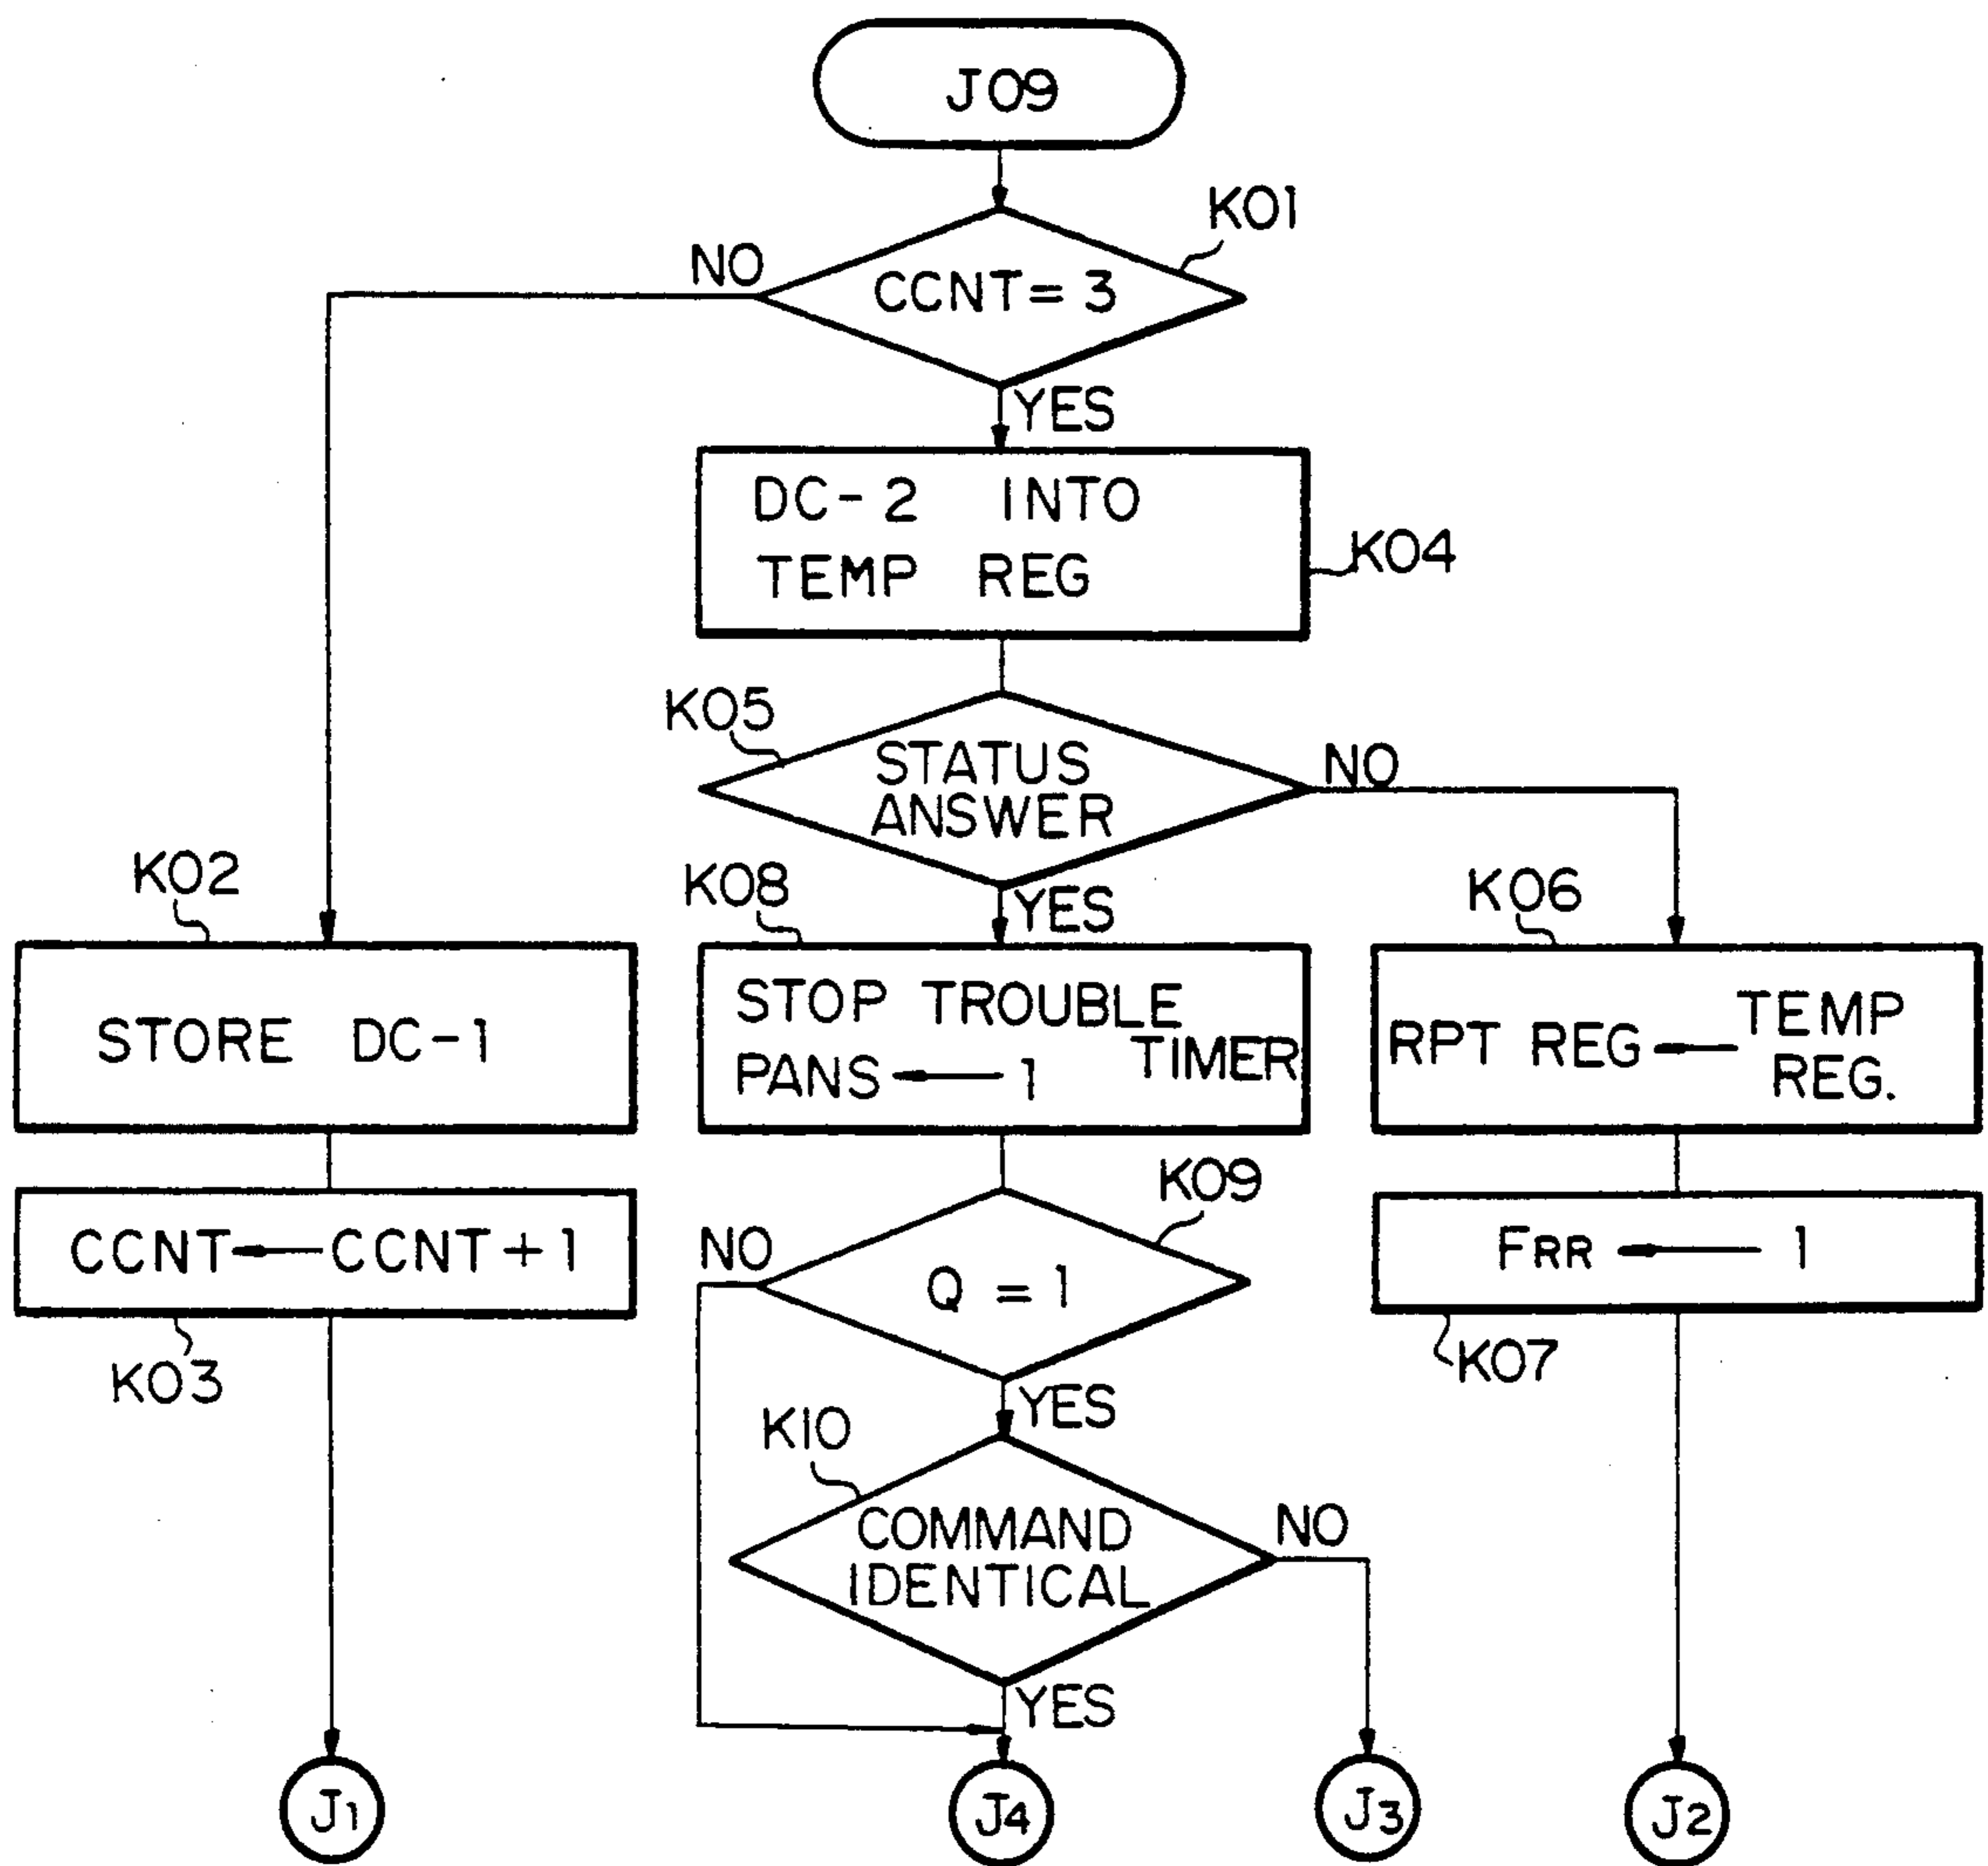 J09
K01
NO
CCNT = 3
YES
DC-2 INTO
TEMP REG
K04
K05
STATUS
ANSWER
NO
K02
K08
YES
K06
STORE DC-1
STOP TROUBLE
TIMER
PANS ← 1
RPT REG ← TEMP
REG.
K09
CCNT ← CCNT + 1
NO
Q = 1
FRR ← 1
K03
K07
YES
K10
COMMAND
IDENTICAL
NO
YES
J1
J4
J3
J2